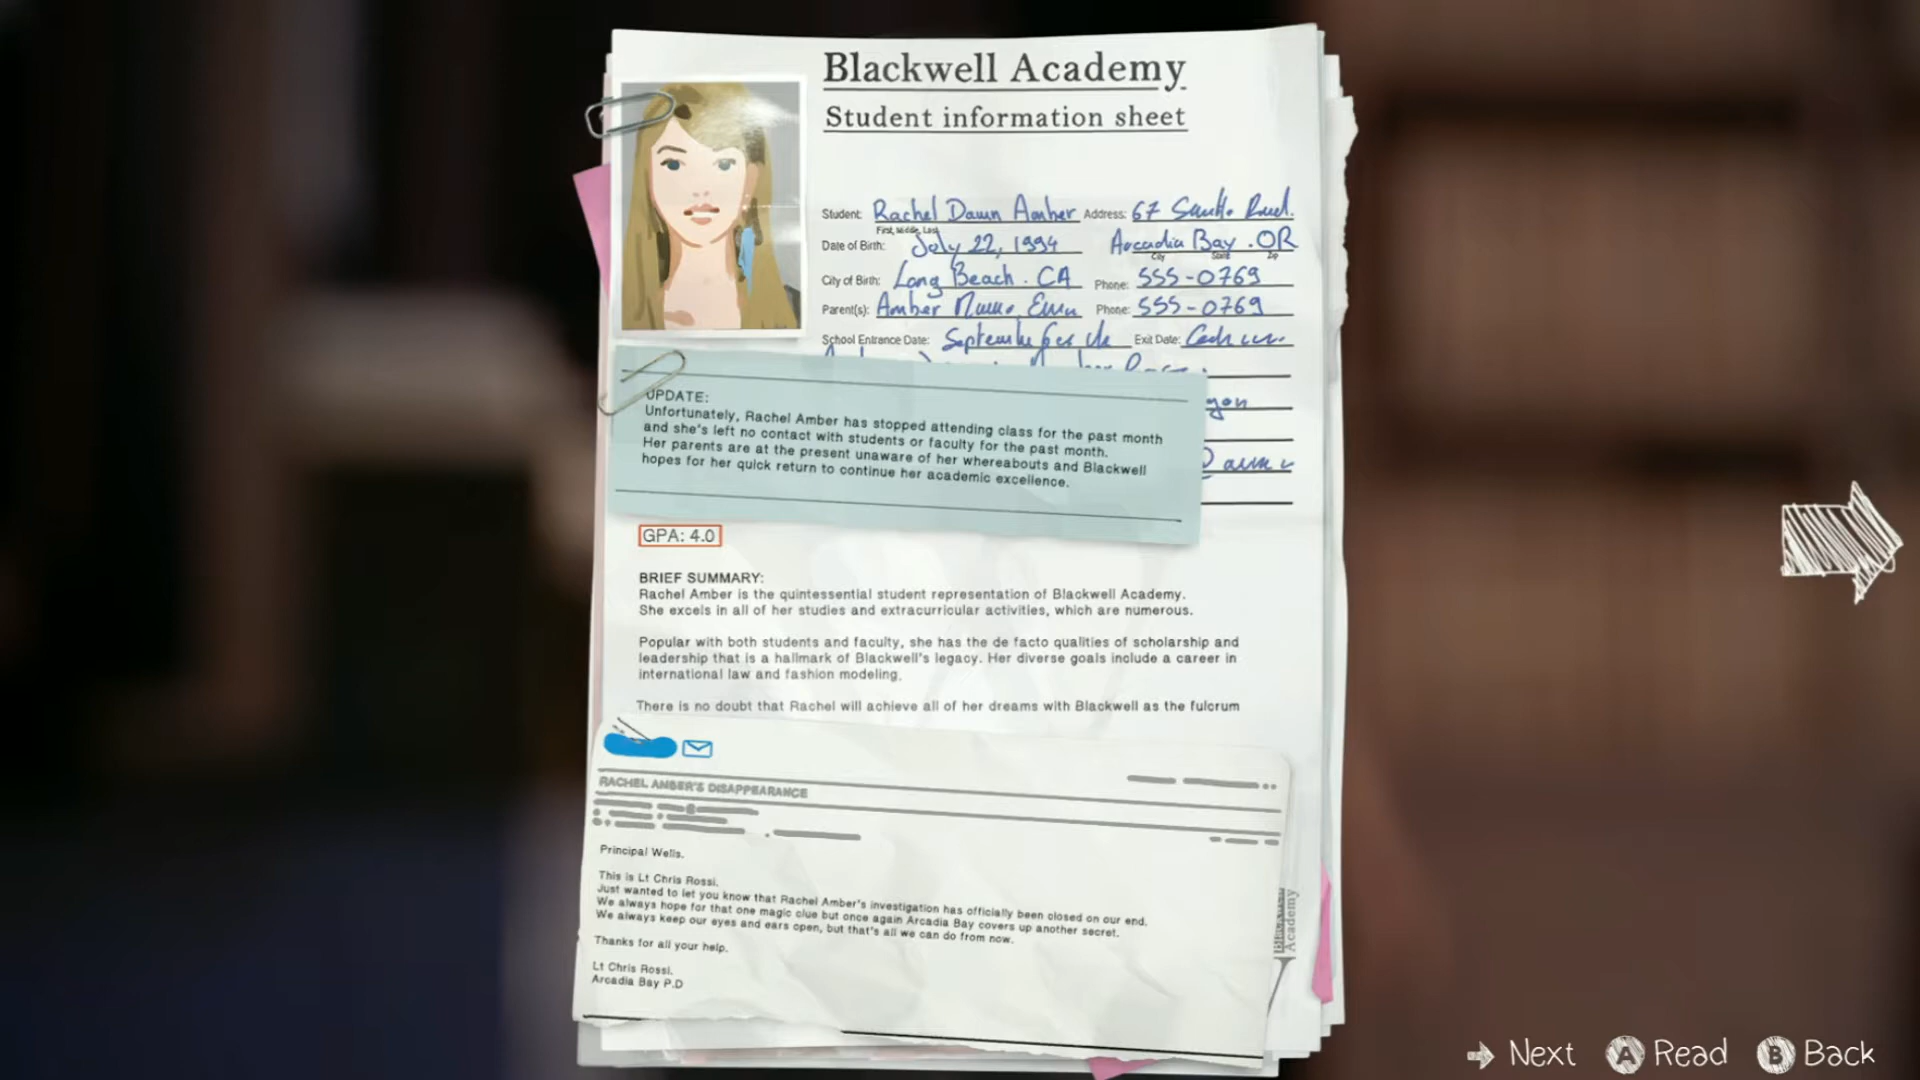 Blackwell Academy
Student information sheet
Student: Rachel Dawn Amber Address: 67
First, Middle, Last
Date of Birth: July 22, 1994 Arcadia Bay . OR
City State Zip
City of Birth: Long Beach . CA Phone: 555-0769
Parent(s): Amber Phone: 555-0769
School Entrance Date: Exit Date:
UPDATE:
Unfortunately, Rachel Amber has stopped attending class for the past month
and she's left no contact with students or faculty for the past month.
Her parents are at the present unaware of her whereabouts and Blackwell
hopes for her quick return to continue her academic excellence.
GPA: 4.0
BRIEF SUMMARY:
Rachel Amber is the quintessential student representation of Blackwell Academy.
She excels in all of her studies and extracurricular activities, which are numerous.
Popular with both students and faculty, she has the de facto qualities of scholarship and
leadership that is a hallmark of Blackwell's legacy. Her diverse goals include a career in
international law and fashion modeling.
There is no doubt that Rachel will achieve all of her dreams with Blackwell as the fulcrum
RACHEL AMBER'S DISAPPEARANCE
Principal Wells.
This is Lt Chris Rossi.
Just wanted to let you know that Rachel Amber's investigation has officially been closed on our end.
We always hope for that one magic clue but once again Arcadia Bay covers up another secret.
We always keep our eyes and ears open, but that's all we can do from now.
Thanks for all your help.
Lt Chris Rossi.
Arcadia Bay P.D
Academy
Next A Read B Back